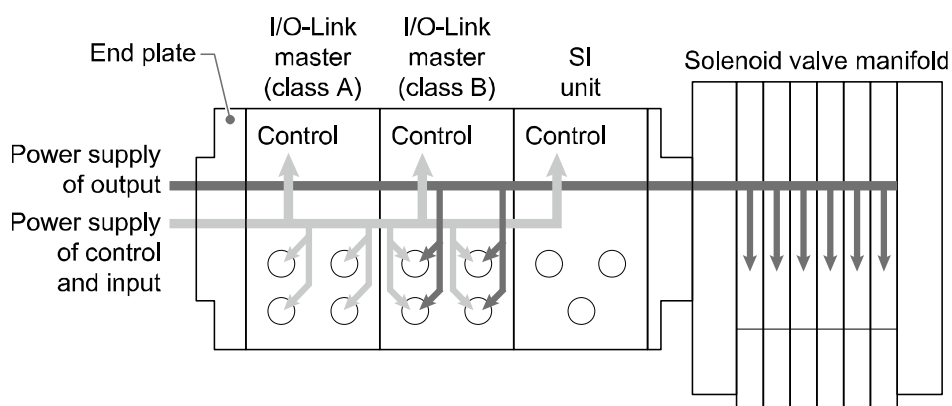 End plate
I/O-Link
master
(class A)
I/O-Link
master
(class B)
SI
unit
Solenoid valve manifold
Control
Control
Control
Power supply
of output
Power supply
of control
and input